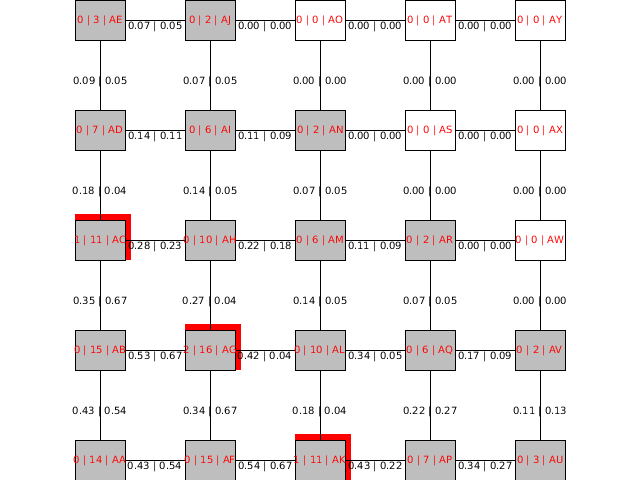 0 | 3 | AE 0.07 | 0.05 0 | 2 | AJ 0.00 | 0.00 0 | 0 | AO 0.00 | 0.00 0 | 0 | AT 0.00 | 0.00 0 | 0 | AY
0.09 | 0.05 0.07 | 0.05 0.00 | 0.00 0.00 | 0.00 0.00 | 0.00
0 | 7 | AD 0.14 | 0.11 0 | 6 | AI 0.11 | 0.09 0 | 2 | AN 0.00 | 0.00 0 | 0 | AS 0.00 | 0.00 0 | 0 | AX
0.18 | 0.04 0.14 | 0.05 0.07 | 0.05 0.00 | 0.00 0.00 | 0.00
1 | 11 | AC 0.28 | 0.23 0 | 10 | AH 0.22 | 0.18 0 | 6 | AM 0.11 | 0.09 0 | 2 | AR 0.00 | 0.00 0 | 0 | AW
0.35 | 0.67 0.27 | 0.04 0.14 | 0.05 0.07 | 0.05 0.00 | 0.00
0 | 15 | AB 0.53 | 0.67 2 | 16 | AG 0.42 | 0.04 0 | 10 | AL 0.34 | 0.05 0 | 6 | AQ 0.17 | 0.09 0 | 2 | AV
0.43 | 0.54 0.34 | 0.67 0.18 | 0.04 0.22 | 0.27 0.11 | 0.13
0 | 14 | AA 0.43 | 0.54 0 | 15 | AF 0.54 | 0.67 1 | 11 | AK 0.43 | 0.22 0 | 7 | AP 0.34 | 0.27 0 | 3 | AU